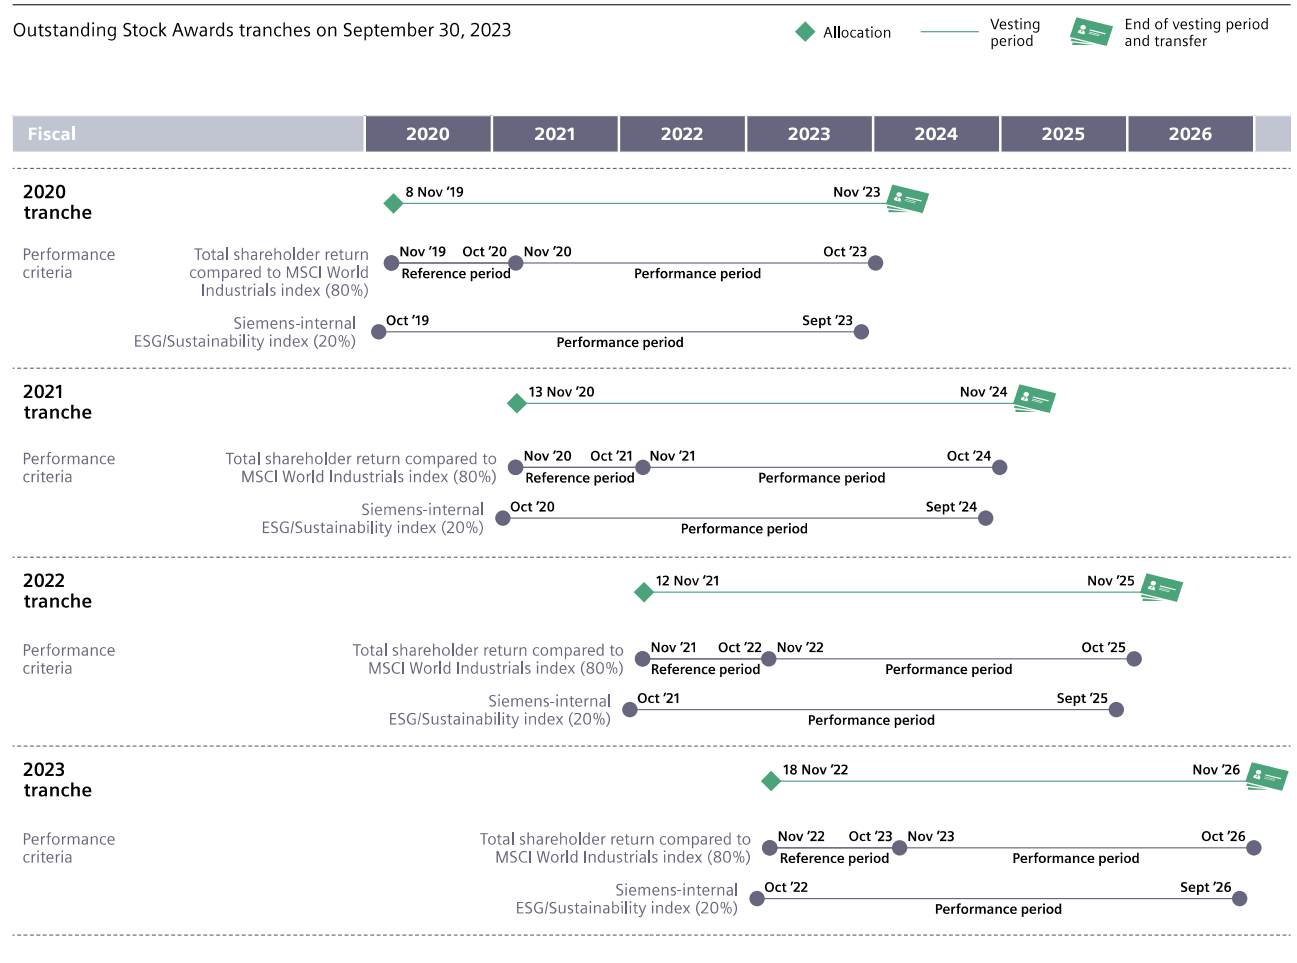 Outstanding Stock Awards tranches on September 30, 2023
Allocation
Vesting
period
End of vesting period
and transfer
Fiscal 2020 2021 2022 2023 2024 2025 2026
2020
tranche
8 Nov ’19 Nov ’23
Performance
criteria
Total shareholder return
compared to MSCI World
Industrials index (80%)
Nov ’19 Oct ’20 Nov ’20 Oct ’23
Reference period Performance period
Siemens-internal
ESG/Sustainability index (20%)
Oct ’19 Sept ’23
Performance period
2021
tranche
13 Nov ’20 Nov ’24
Performance
criteria
Total shareholder return compared to
MSCI World Industrials index (80%)
Nov ’20 Oct ’21 Nov ’21 Oct ’24
Reference period Performance period
Siemens-internal
ESG/Sustainability index (20%)
Oct ’20 Sept ’24
Performance period
2022
tranche
12 Nov ’21 Nov ’25
Performance
criteria
Total shareholder return compared to
MSCI World Industrials index (80%)
Nov ’21 Oct ’22 Nov ’22 Oct ’25
Reference period Performance period
Siemens-internal
ESG/Sustainability index (20%)
Oct ’21 Sept ’25
Performance period
2023
tranche
18 Nov ’22 Nov ’26
Performance
criteria
Total shareholder return compared to
MSCI World Industrials index (80%)
Nov ’22 Oct ’23 Nov ’23 Oct ’26
Reference period Performance period
Siemens-internal
ESG/Sustainability index (20%)
Oct ’22 Sept ’26
Performance period